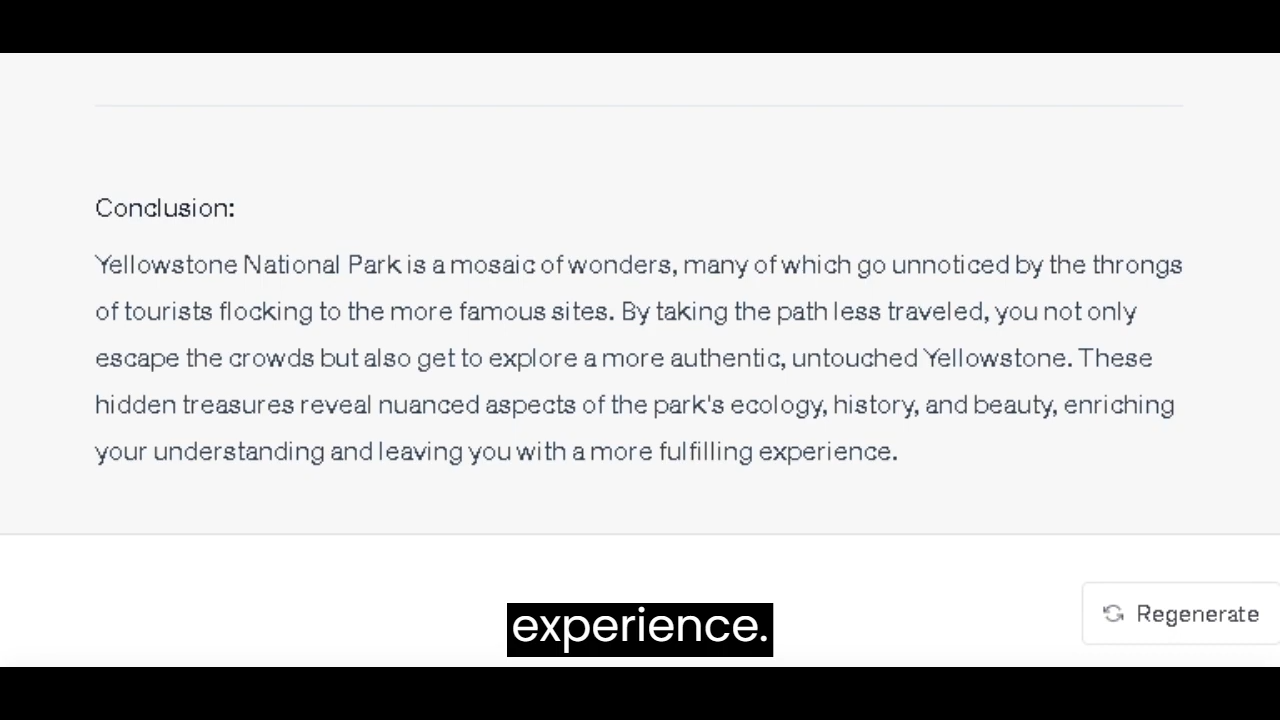 Conclusion:
Yellowstone National Park is a mosaic of wonders, many of which go unnoticed by the throngs
of tourists flocking to the more famous sites. By taking the path less traveled, you not only
escape the crowds but also get to explore a more authentic, untouched Yellowstone. These
hidden treasures reveal nuanced aspects of the park's ecology, history, and beauty, enriching
your understanding and leaving you with a more fulfilling experience.
Regenerate
experience.